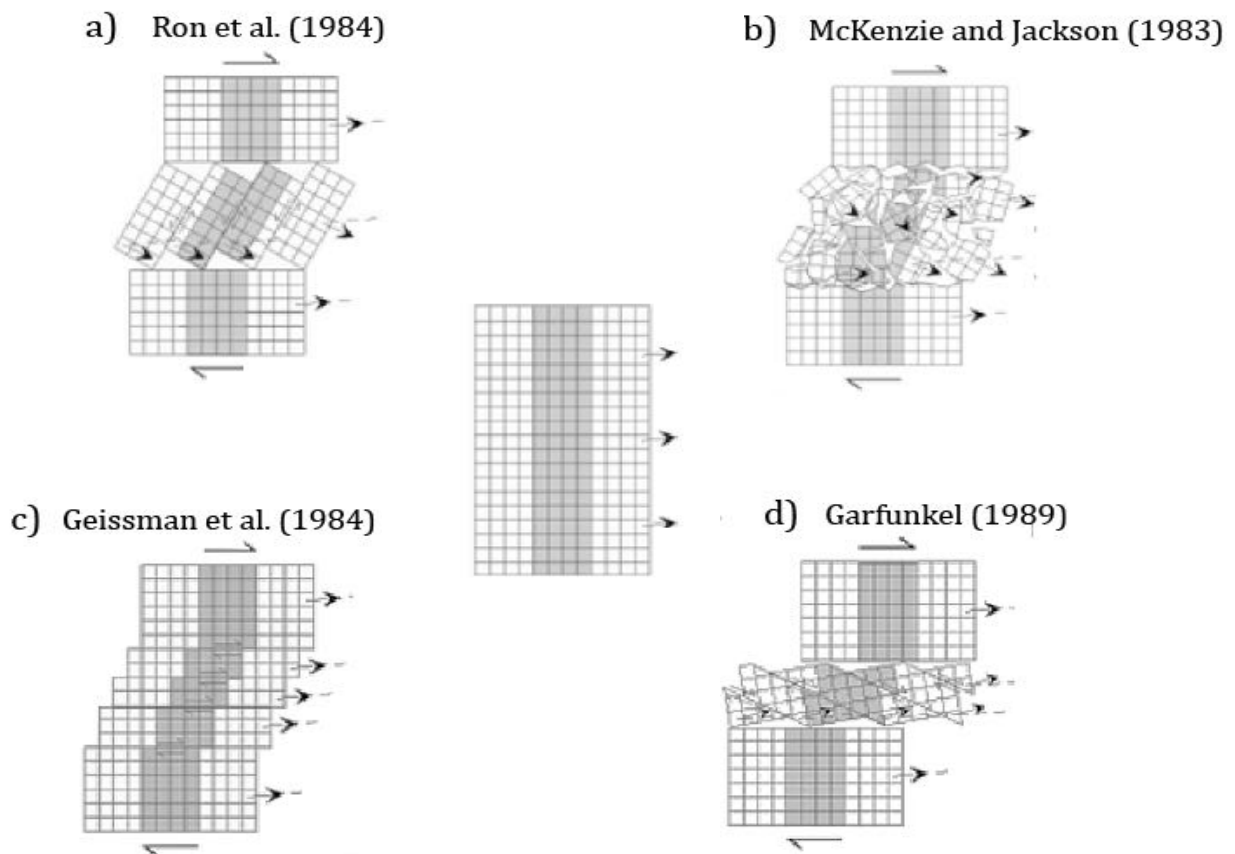 a) Ron et al. (1984)
b) McKenzie and Jackson (1983)
c) Geissman et al. (1984)
d) Garfunkel (1989)